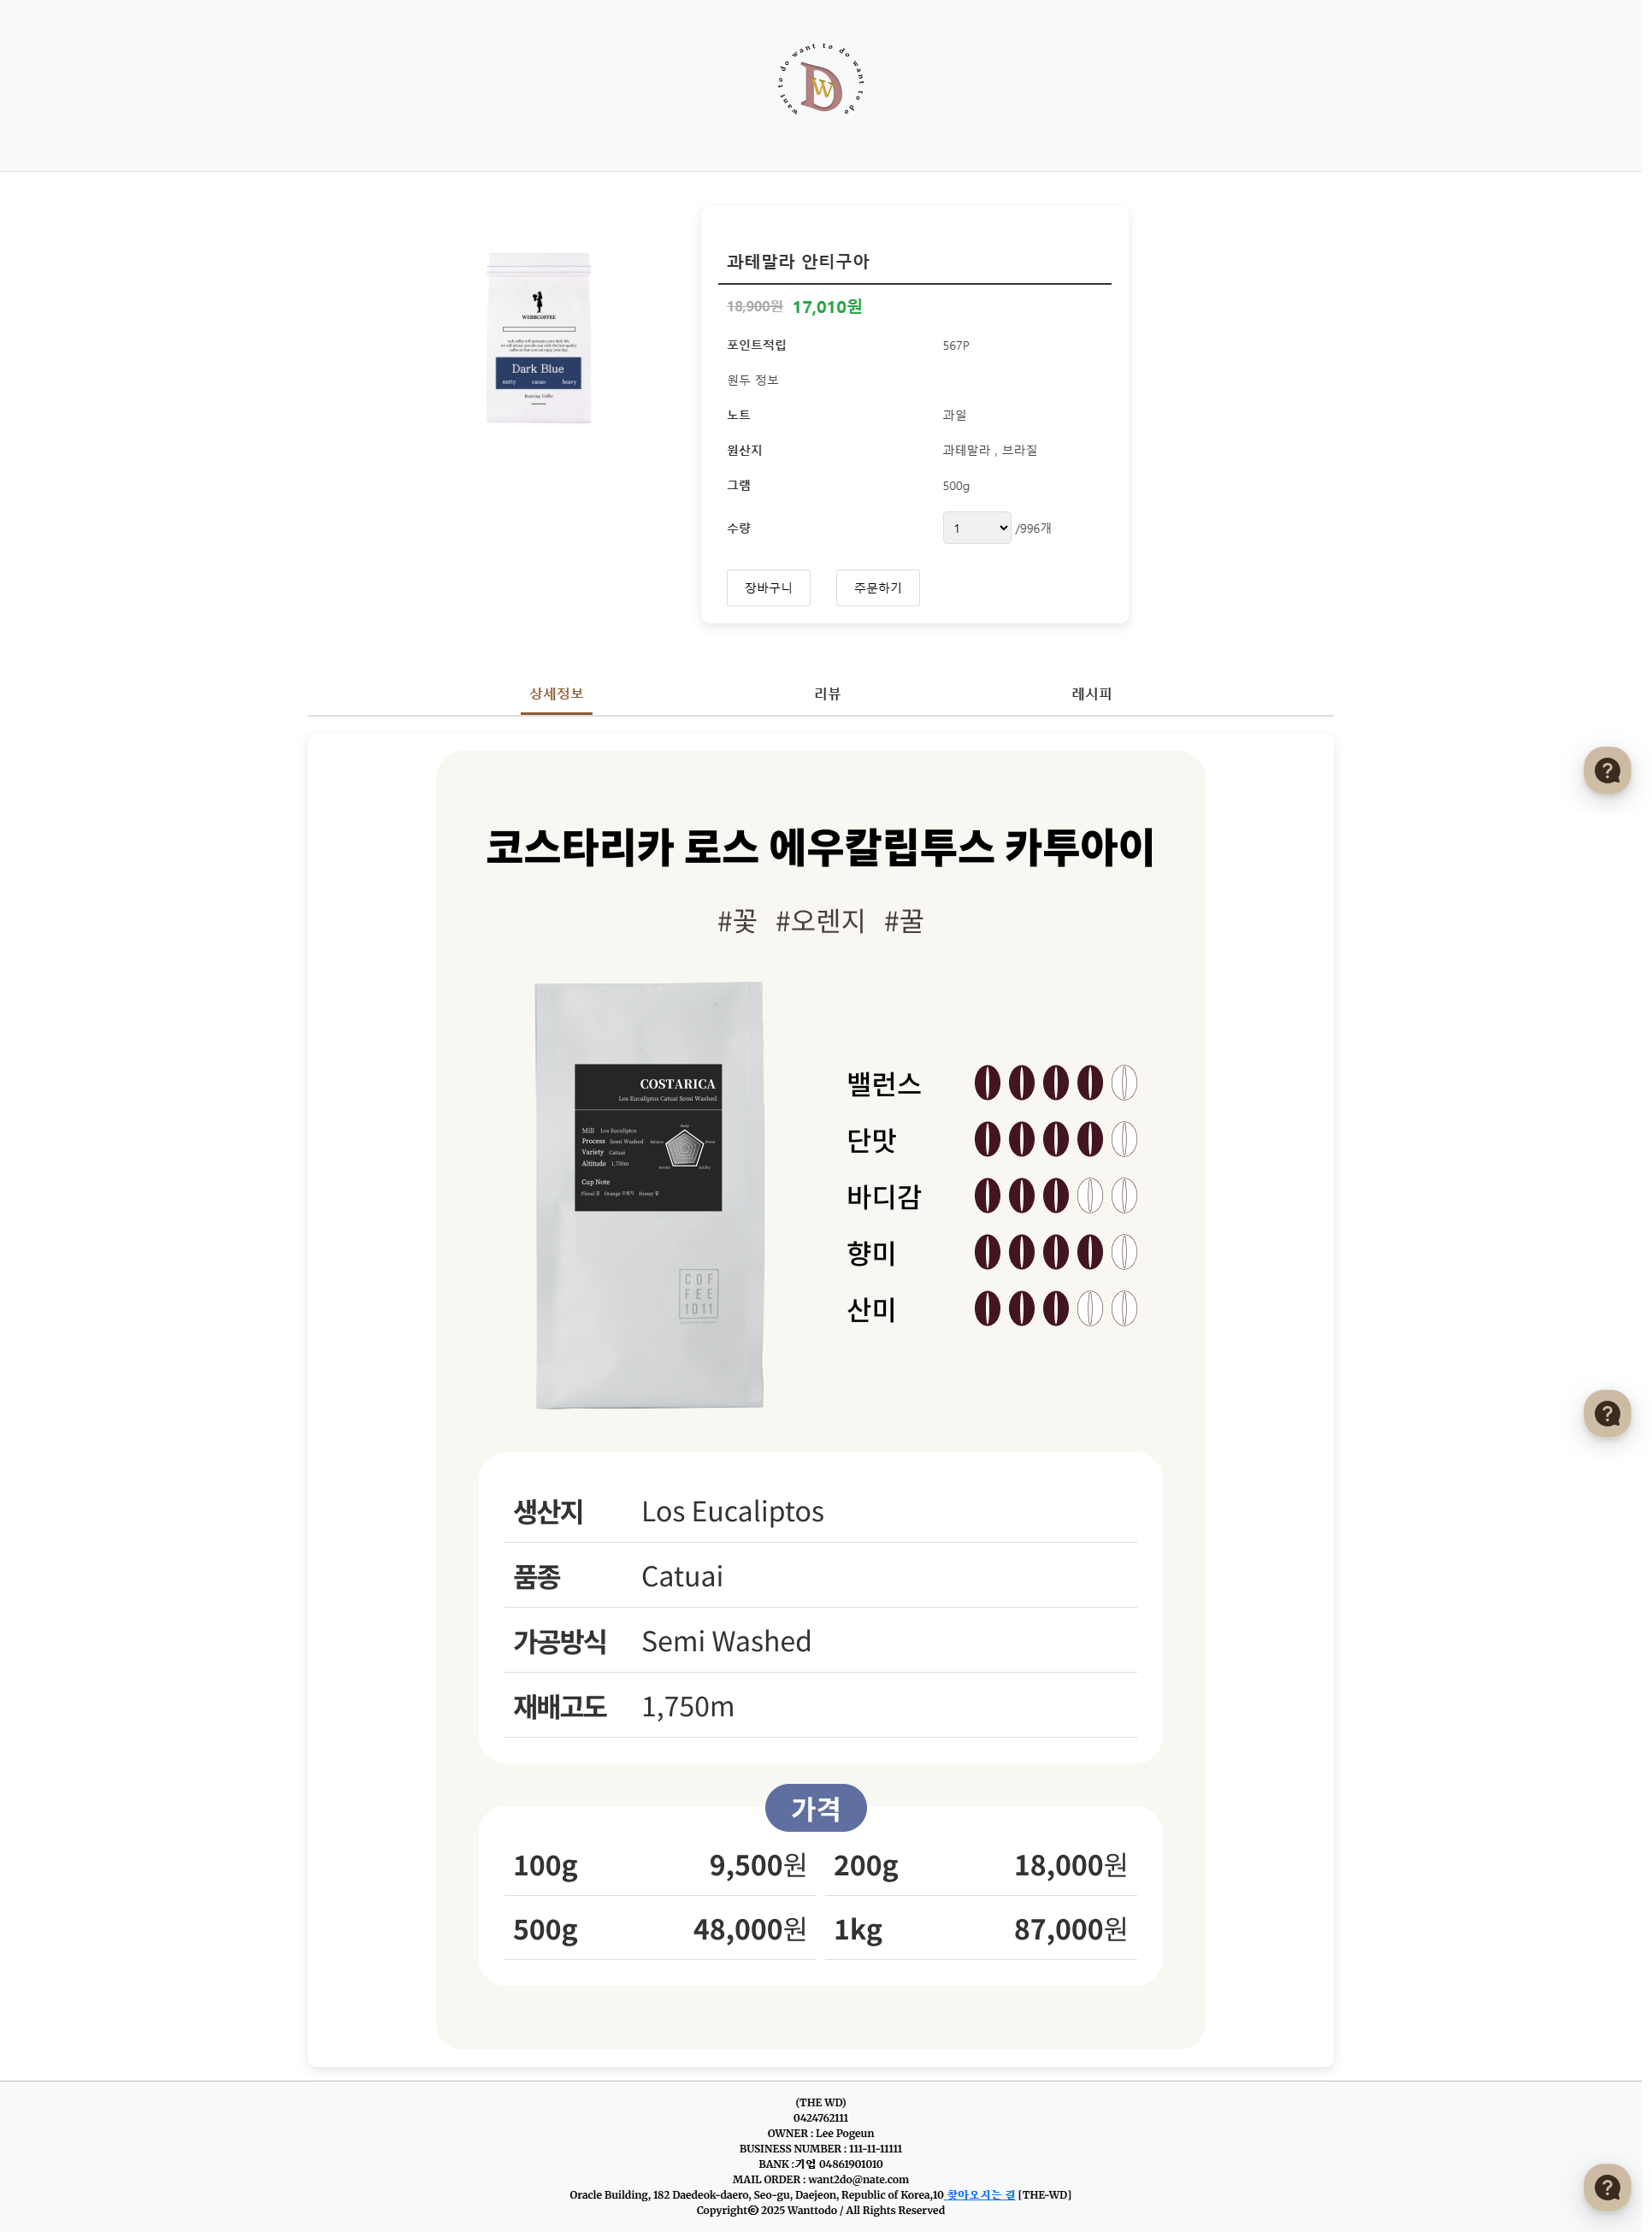 want to do want to do want to do want to do
DW
과테말라 안티구아
18,900원 17,010원
포인트적립 567P
원두 정보
노트 과일
원산지 과테말라 , 브라질
그램 500g
수량 1 /996개
장바구니 주문하기
WEBBCOFFEE
Dark Blue
nutty cacao heavy
Roasting Coffee
상세정보 리뷰 레시피
코스타리카 로스 에우칼립투스 카투아이
#꽃 #오렌지 #꿀
COSTARICA
Los Eucaliptos Catuai Semi Washed
Mill Los Eucaliptos
Process Semi Washed
Variety Catuai
Altitude 1,750m
Cup Note
Floral 꽃 Orange 오렌지 Honey 꿀
COF
FEE
1011
밸런스
단맛
바디감
향미
산미
생산지 Los Eucaliptos
품종 Catuai
가공방식 Semi Washed
재배고도 1,750m
가격
100g 9,500원 200g 18,000원
500g 48,000원 1kg 87,000원
(THE WD)
0424762111
OWNER : Lee Pogeun
BUSINESS NUMBER : 111-11-11111
BANK :기업 04861901010
MAIL ORDER : want2do@nate.com
Oracle Building, 182 Daedeok-daero, Seo-gu, Daejeon, Republic of Korea,10 찾아오시는 길 [THE-WD]
Copyrightⓒ 2025 Wanttodo / All Rights Reserved